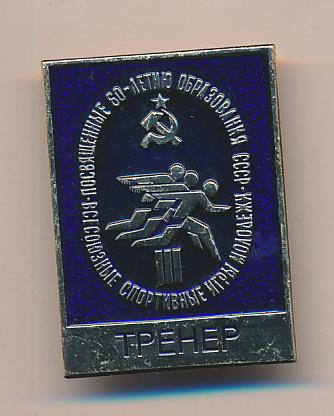 ВСЕСОЮЗНЫЕ СПОРТИВНЫЕ ИГРЫ МОЛОДЕЖИ · ПОСВЯЩЕННЫЕ 60-ЛЕТИЮ ОБРАЗОВАНИЯ СССР ·
III
ТРЕНЕР